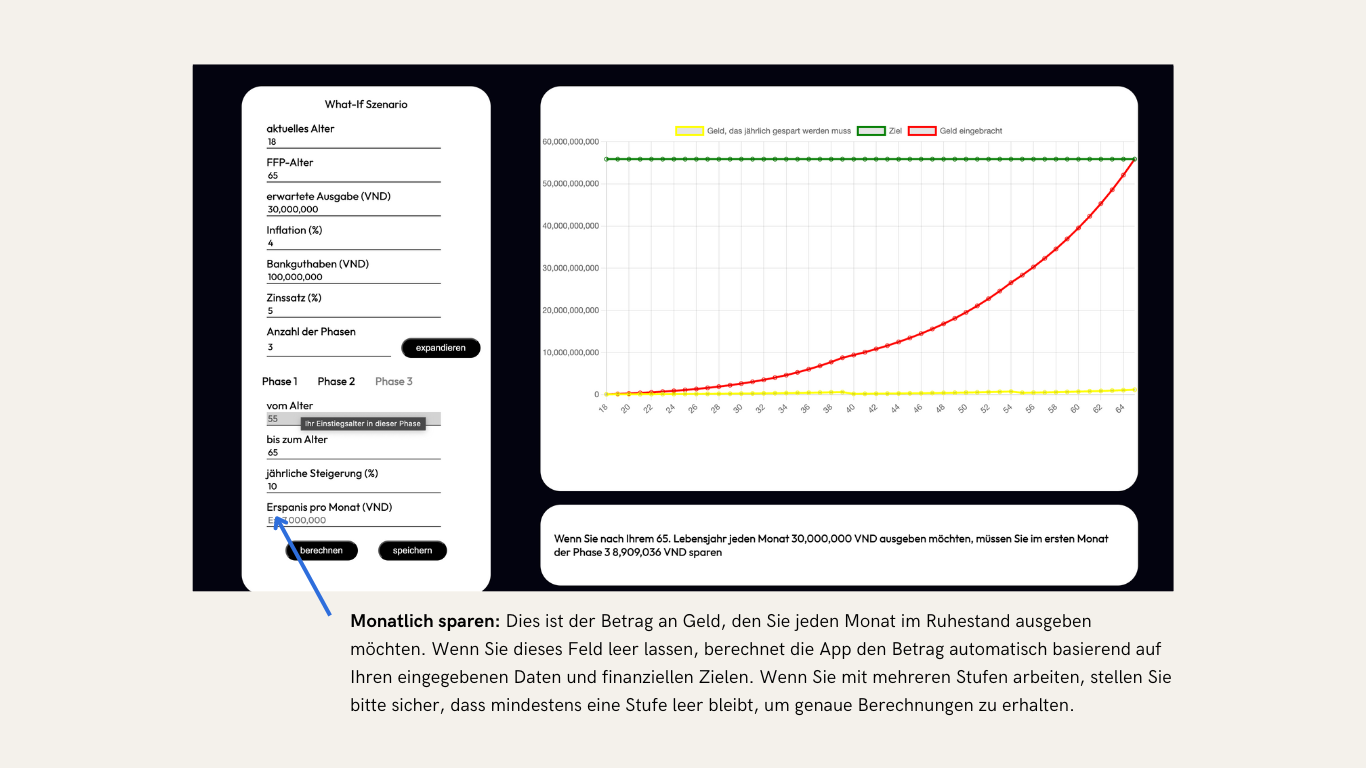 What-If Szenario
aktuelles Alter
18
FFP-Alter
65
erwartete Ausgabe (VND)
30,000,000
Inflation (%)
4
Bankguthaben (VND)
100,000,000
Zinssatz (%)
5
Anzahl der Phasen
3
expandieren
Phase 1 Phase 2 Phase 3
vom Alter
55
Ihr Einstiegsalter in dieser Phase
bis zum Alter
65
jährliche Steigerung (%)
10
Erspanis pro Monat (VND)
000,000
berechnen speichern
Geld, das jährlich gespart werden muss Ziel Geld eingebracht
60,000,000,000
50,000,000,000
40,000,000,000
30,000,000,000
20,000,000,000
10,000,000,000
0
18 20 22 24 26 28 30 32 34 36 38 40 42 44 46 48 50 52 54 56 58 60 62 64
Wenn Sie nach Ihrem 65. Lebensjahr jeden Monat 30,000,000 VND ausgeben möchten, müssen Sie im ersten Monat
der Phase 3 8,909,036 VND sparen
Monatlich sparen: Dies ist der Betrag an Geld, den Sie jeden Monat im Ruhestand ausgeben
möchten. Wenn Sie dieses Feld leer lassen, berechnet die App den Betrag automatisch basierend auf
Ihren eingegebenen Daten und finanziellen Zielen. Wenn Sie mit mehreren Stufen arbeiten, stellen Sie
bitte sicher, dass mindestens eine Stufe leer bleibt, um genaue Berechnungen zu erhalten.